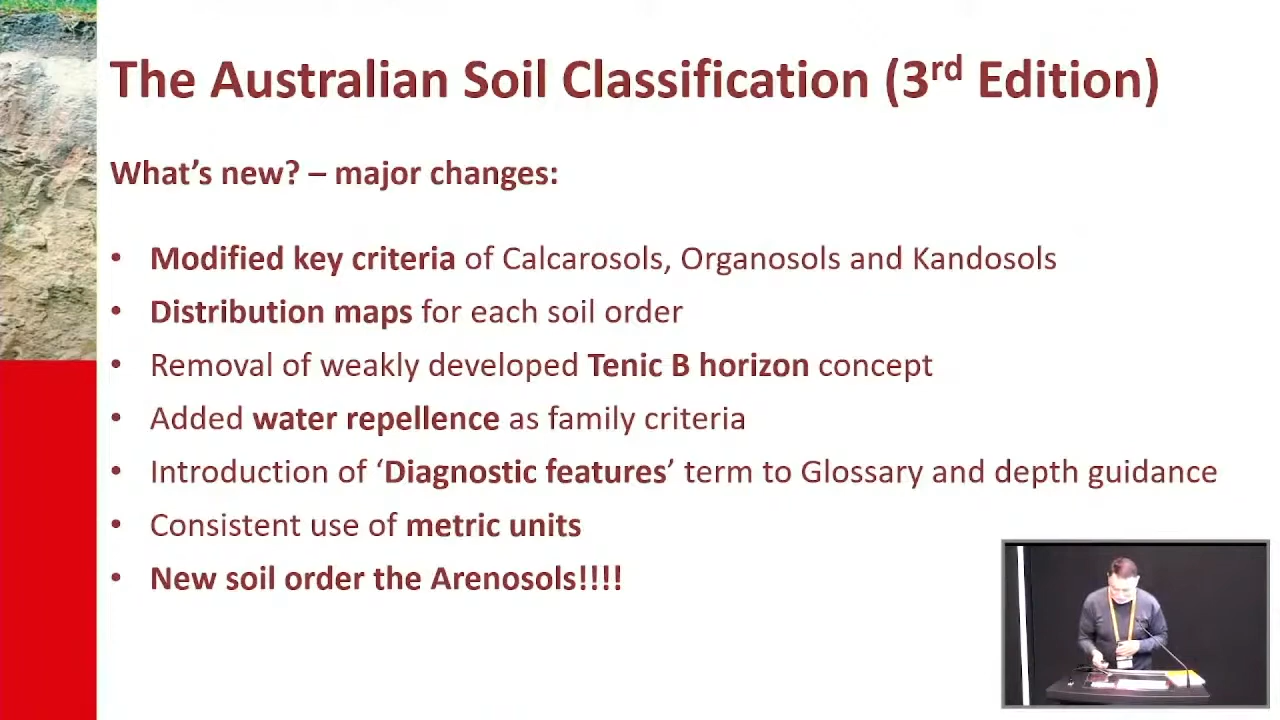 The Australian Soil Classification (3rd Edition)
What’s new? – major changes:
• Modified key criteria of Calcarosols, Organosols and Kandosols
• Distribution maps for each soil order
• Removal of weakly developed Tenic B horizon concept
• Added water repellence as family criteria
• Introduction of ‘Diagnostic features’ term to Glossary and depth guidance
• Consistent use of metric units
• New soil order the Arenosols!!!!